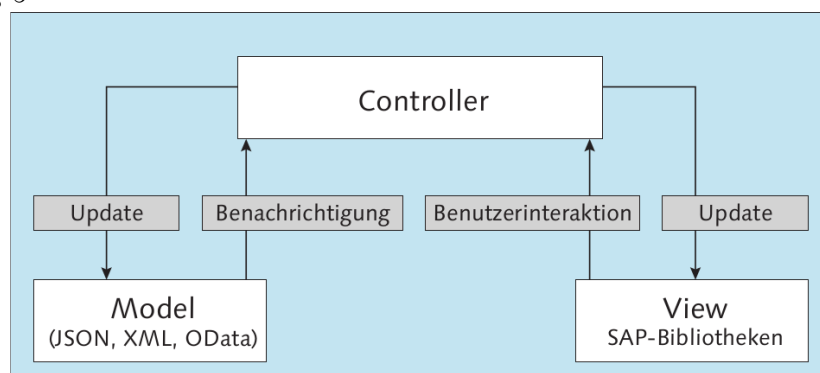 Controller
Update
Benachrichtigung
Benutzerinteraktion
Update
Model
(JSON, XML, OData)
View
SAP-Bibliotheken